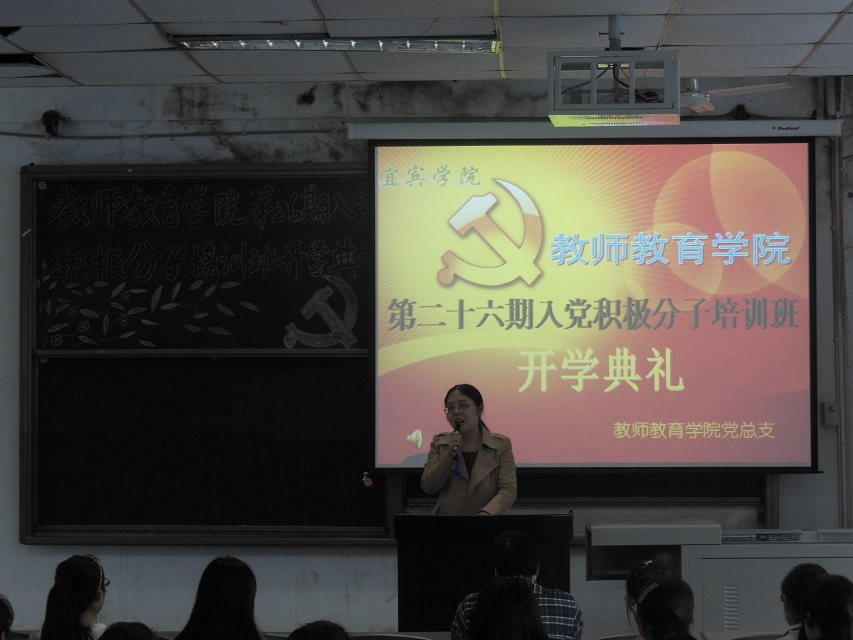 教师教育学院第26期入党
积极分子培训班开学典
宜宾学院
教师教育学院
第二十六期入党积极分子培训班
开学典礼
教师教育学院党总支
Redleaf